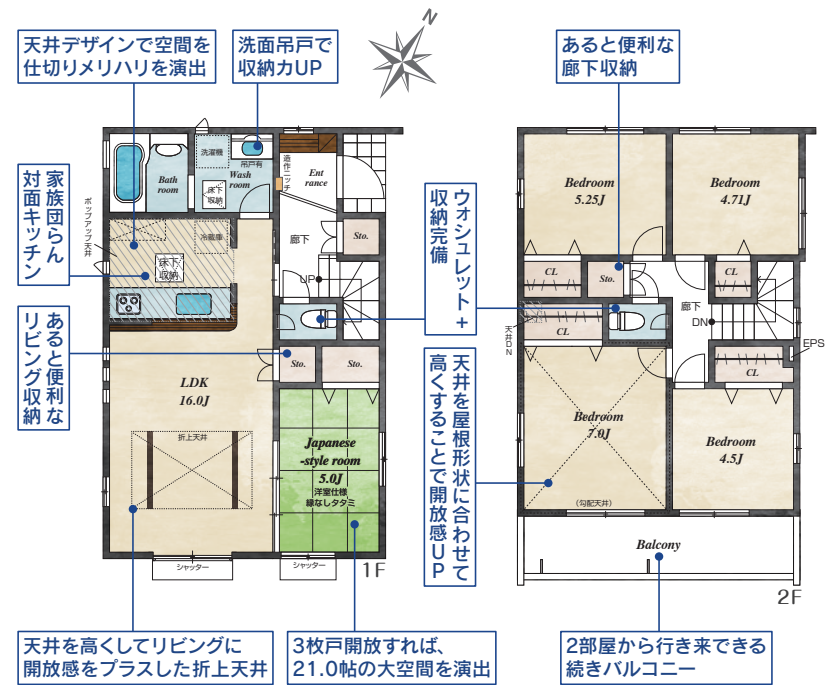 N
天井デザインで空間を
仕切りメリハリを演出
洗面吊戸で
収納力UP
あると便利な
廊下収納
家族団らん
対面キッチン
あると便利な
リビング収納
ウォシュレット+
収納完備
天井を屋根形状に合わせて
高くすることで開放感UP
ポップアップ天井
Bath
room
洗濯機
吊戸有
Wash
room
床下
収納
造作ニッチ
Ent
rance
廊下
Sto.
冷蔵庫
床下
収納
UP
Sto.
Sto.
LDK
16.0J
折上天井
Japanese
-style room
5.0J
洋室仕様
縁なしタタミ
シャッター
シャッター
1F
Bedroom
5.25J
Bedroom
4.71J
CL
Sto.
CL
廊下
DN
天井DN
CL
EPS
CL
Bedroom
7.0J
Bedroom
4.5J
(勾配天井)
Balcony
2F
天井を高くしてリビングに
開放感をプラスした折上天井
3枚戸開放すれば、
21.0帖の大空間を演出
2部屋から行き来できる
続きバルコニー